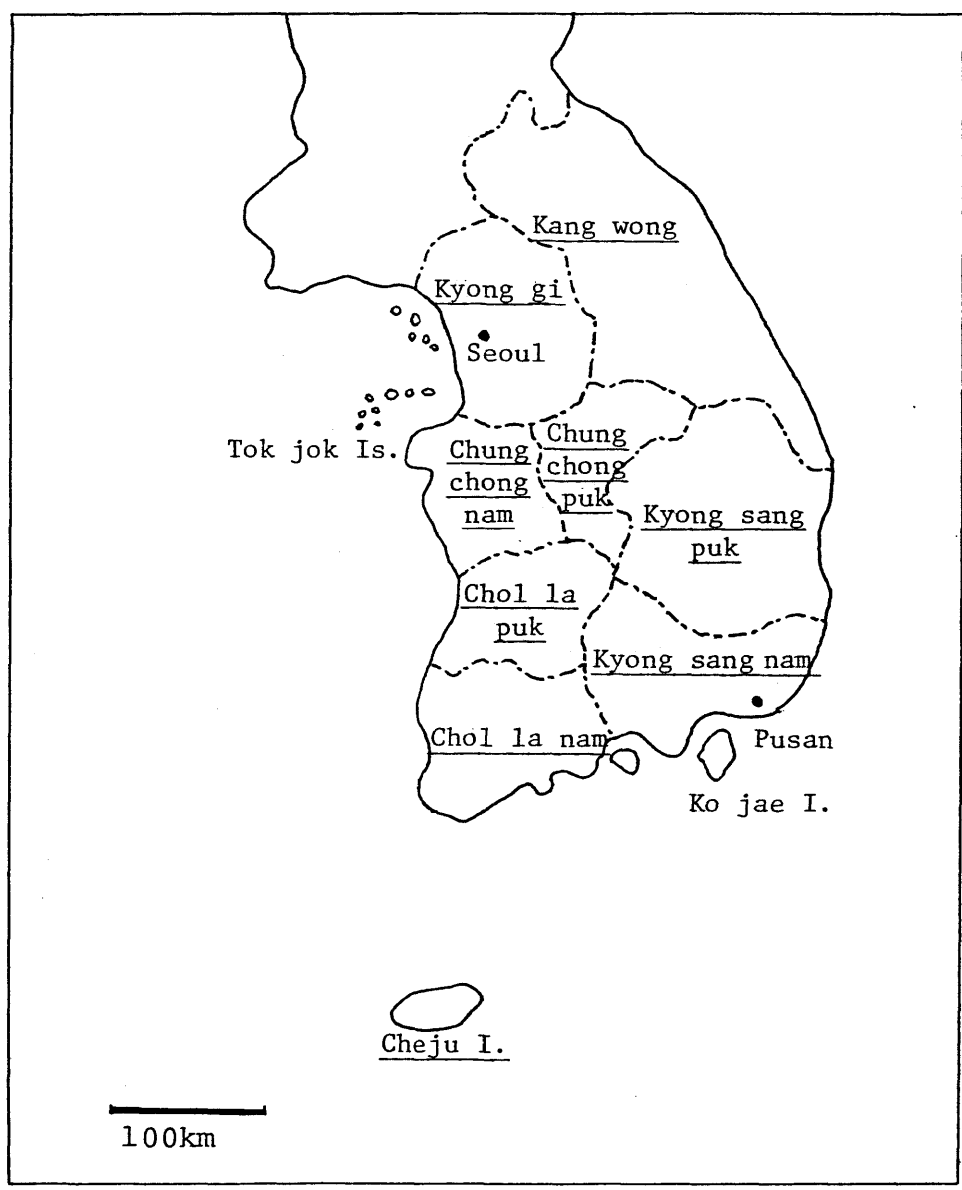 Kang wong
Kyong gi
Seoul
Tok jok Is.
Chung
chong
nam
Chung
chong
puk
Kyong sang
puk
Chol la
puk
Kyong sang nam
Chol la nam
Pusan
Ko jae I.
Cheju I.
100km